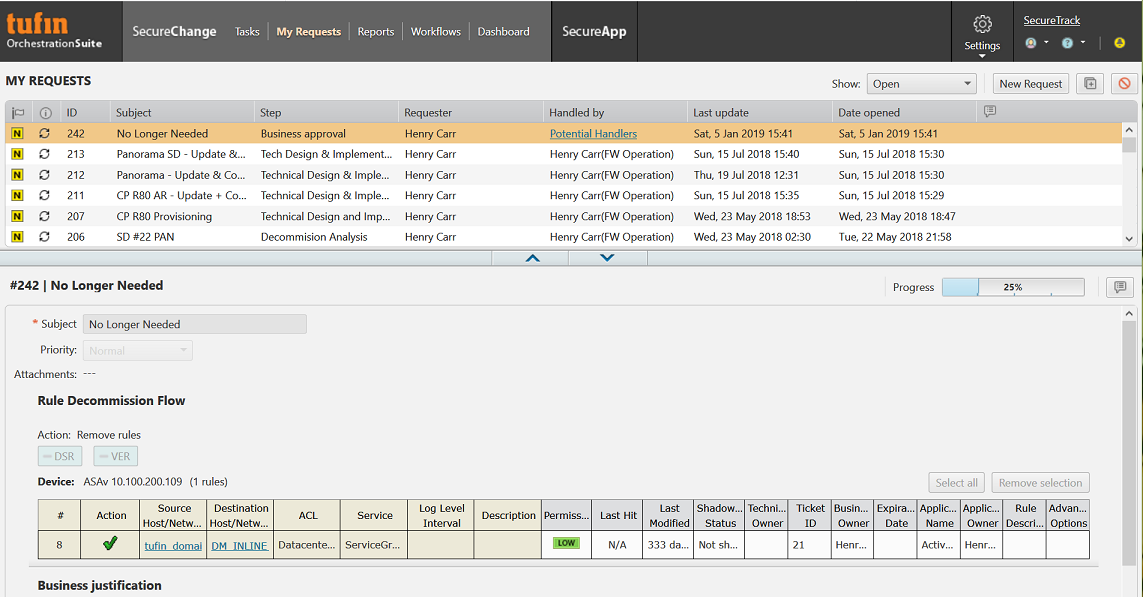 tufin
OrchestrationSuite
SecureChange Tasks My Requests Reports Workflows Dashboard SecureApp Settings SecureTrack
MY REQUESTS
Show: Open New Request
ID Subject Step Requester Handled by Last update Date opened
N 242 No Longer Needed Business approval Henry Carr Potential Handlers Sat, 5 Jan 2019 15:41 Sat, 5 Jan 2019 15:41
N 213 Panorama SD - Update &... Tech Design & Implement... Henry Carr Henry Carr(FW Operation) Sun, 15 Jul 2018 15:40 Sun, 15 Jul 2018 15:30
N 212 Panorama - Update & Co... Technical Design & Imple... Henry Carr Henry Carr(FW Operation) Thu, 19 Jul 2018 12:31 Sun, 15 Jul 2018 15:30
N 211 CP R80 AR - Update + Co... Technical Design & Imple... Henry Carr Henry Carr(FW Operation) Sun, 15 Jul 2018 15:35 Sun, 15 Jul 2018 15:29
N 207 CP R80 Provisioning Technical Design and Imp... Henry Carr Henry Carr(FW Operation) Wed, 23 May 2018 18:53 Wed, 23 May 2018 18:47
N 206 SD #22 PAN Decommision Analysis Henry Carr Henry Carr(FW Operation) Wed, 23 May 2018 02:30 Tue, 22 May 2018 21:58
#242 | No Longer Needed Progress 25%
* Subject No Longer Needed
Priority: Normal
Attachments: ---
Rule Decommission Flow
Action: Remove rules
DSR VER
Device: ASAv 10.100.200.109 (1 rules) Select all Remove selection
# Action Source Host/Netw... Destination Host/Netw... ACL Service Log Level Interval Description Permiss... Last Hit Last Modified Shadow... Status Techni... Owner Ticket ID Busin... Owner Expira... Date Applic... Name Applic... Owner Rule Descri... Advan... Options
8 tufin_domai DM_INLINE_ Datacente... ServiceGr... LOW N/A 333 da... Not sh... 21 Henr... Activ... Henr...
Business justification